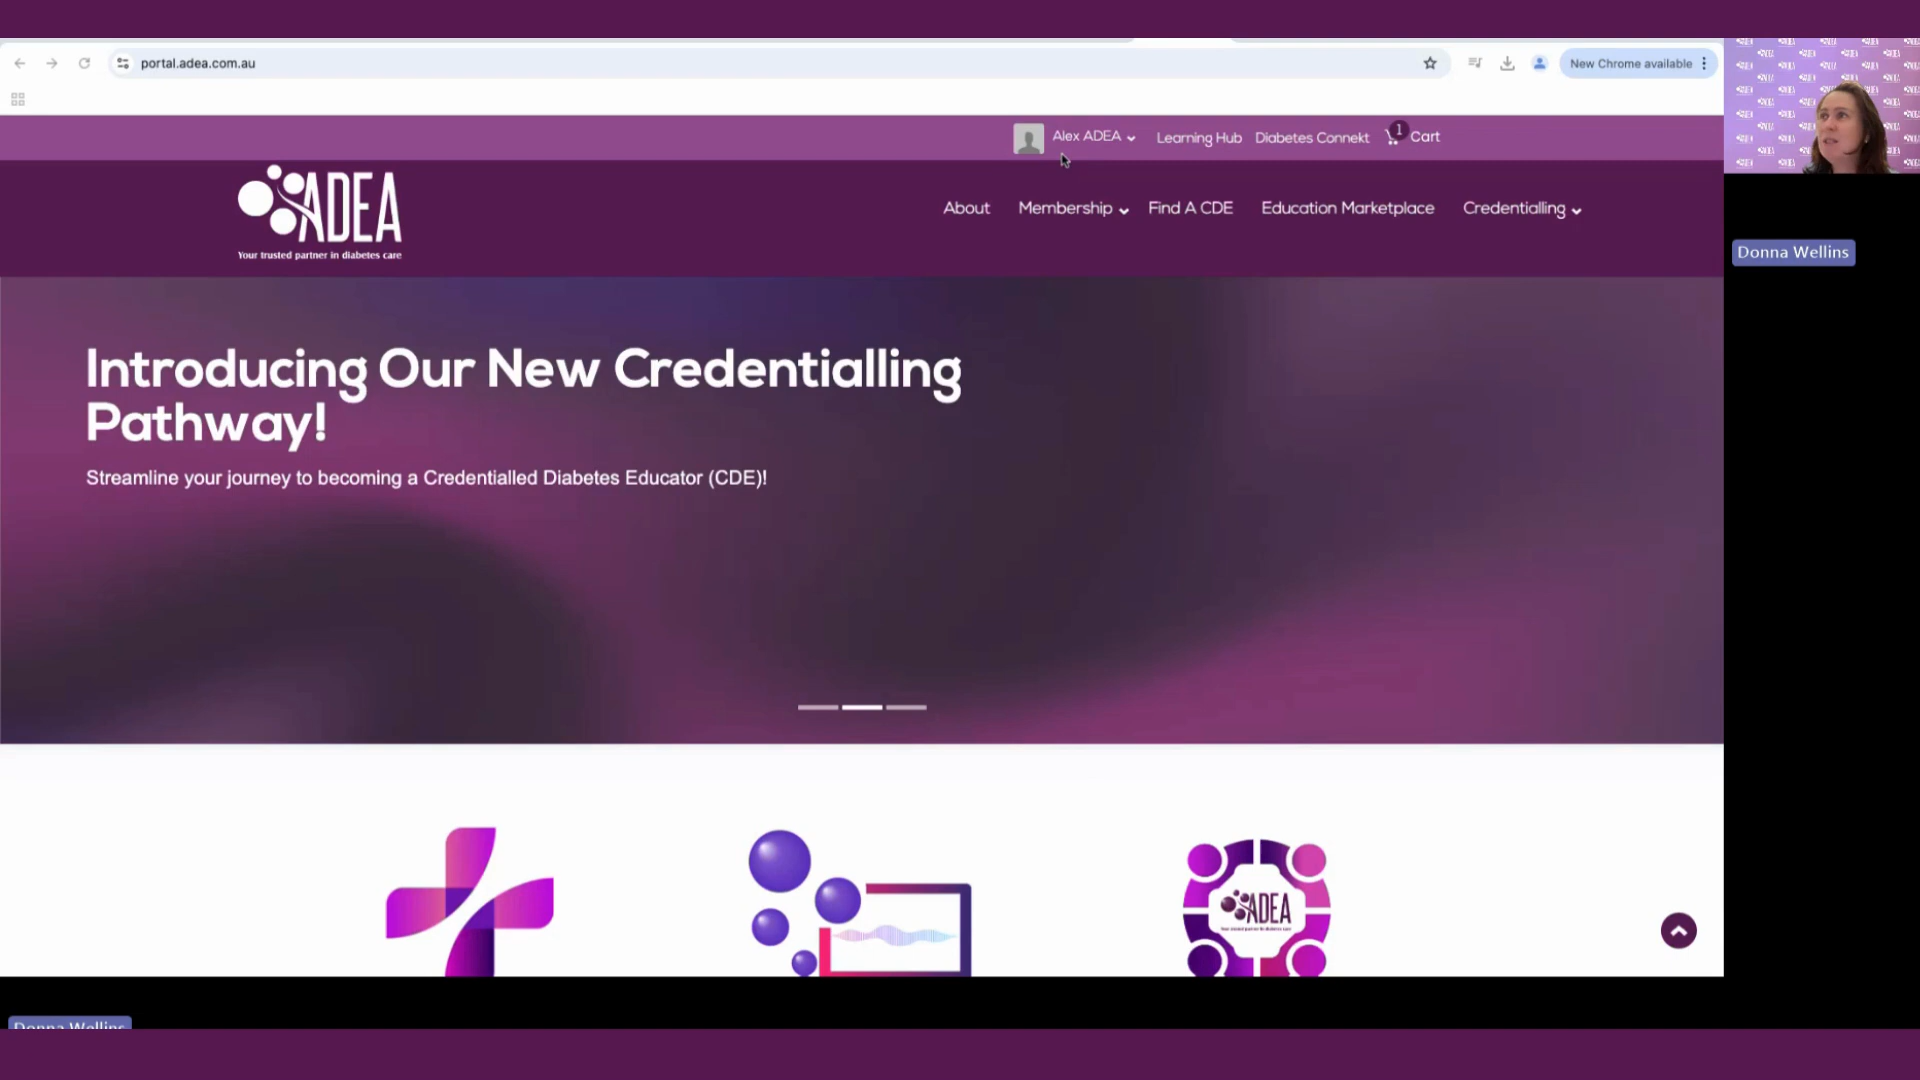 portal.adea.com.au
New Chrome available
Alex ADEA
Learning Hub
Diabetes Connekt
1
Cart
ADEA
Your trusted partner in diabetes care
About
Membership
Find A CDE
Education Marketplace
Credentialling
Donna Wellins
Introducing Our New Credentialling
Pathway!
Streamline your journey to becoming a Credentialled Diabetes Educator (CDE)!
ADEA
Donna Wellins